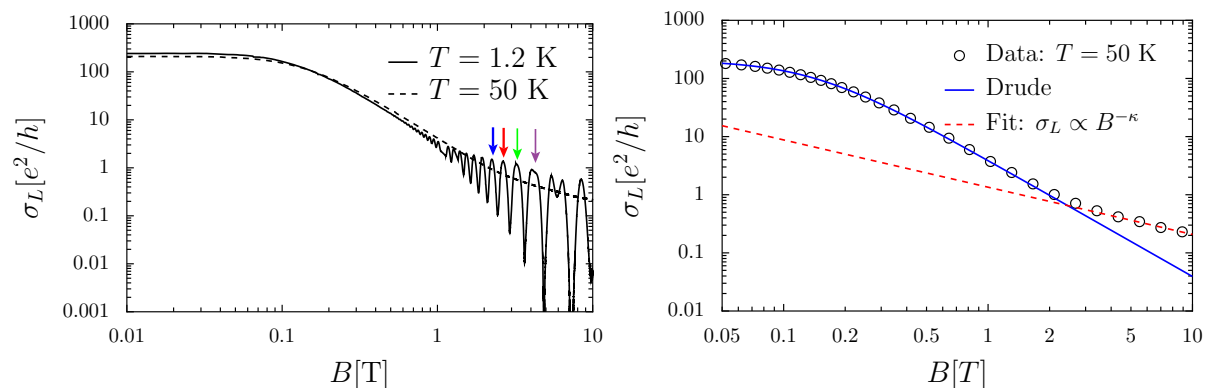 1000
100
10
1
0.1
0.01
0.001
σ_L[e²/h]
T = 1.2 K
T = 50 K
0.01 0.1 1 10
B[T]
1000
100
10
1
0.1
0.01
σ_L[e²/h]
Data: T = 50 K
Drude
Fit: σ_L ∝ B^{−κ}
0.05 0.1 0.2 0.5 1 2 5 10
B[T]